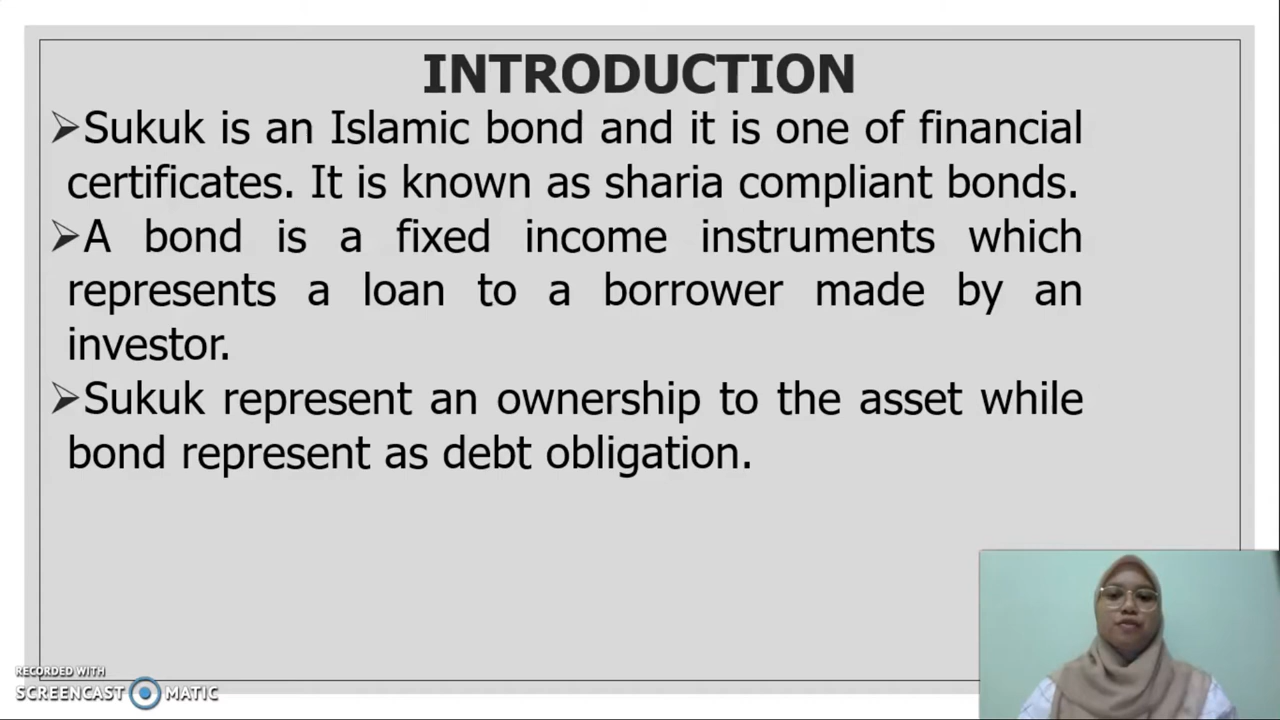 INTRODUCTION
➢Sukuk is an Islamic bond and it is one of financial
certificates. It is known as sharia compliant bonds.
➢A bond is a fixed income instruments which
represents a loan to a borrower made by an
investor.
➢Sukuk represent an ownership to the asset while
bond represent as debt obligation.
RECORDED WITH
SCREENCAST MATIC